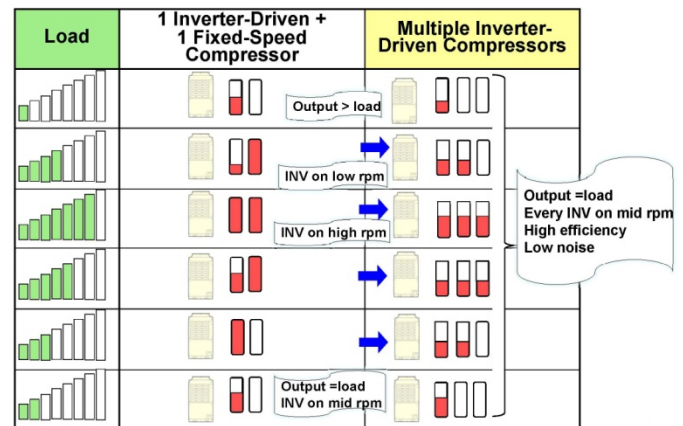 Load
1 Inverter-Driven +
1 Fixed-Speed
Compressor
Multiple Inverter-
Driven Compressors
Output > load
INV on low rpm
INV on high rpm
Output =load
Every INV on mid rpm
High efficiency
Low noise
Output =load
INV on mid rpm